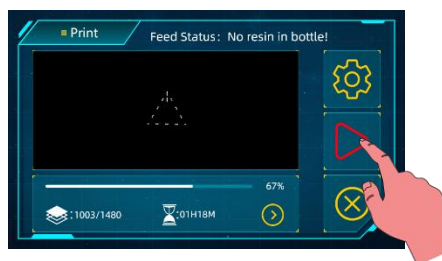 Print
Feed Status: No resin in bottle!
67%
:1003/1480
:01H18M